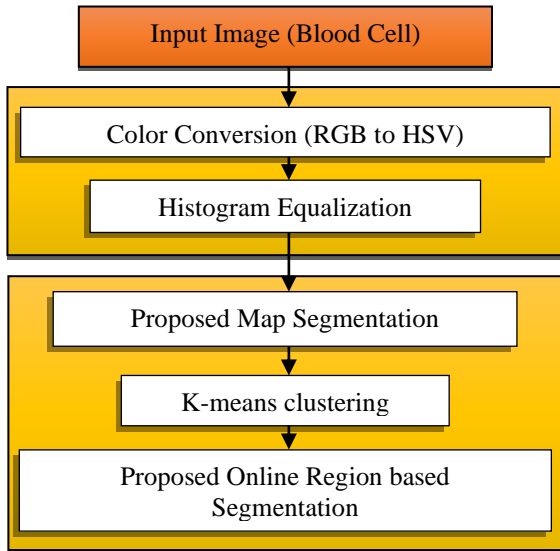 Input Image (Blood Cell)
Color Conversion (RGB to HSV)
Histogram Equalization
Proposed Map Segmentation
K-means clustering
Proposed Online Region based
Segmentation